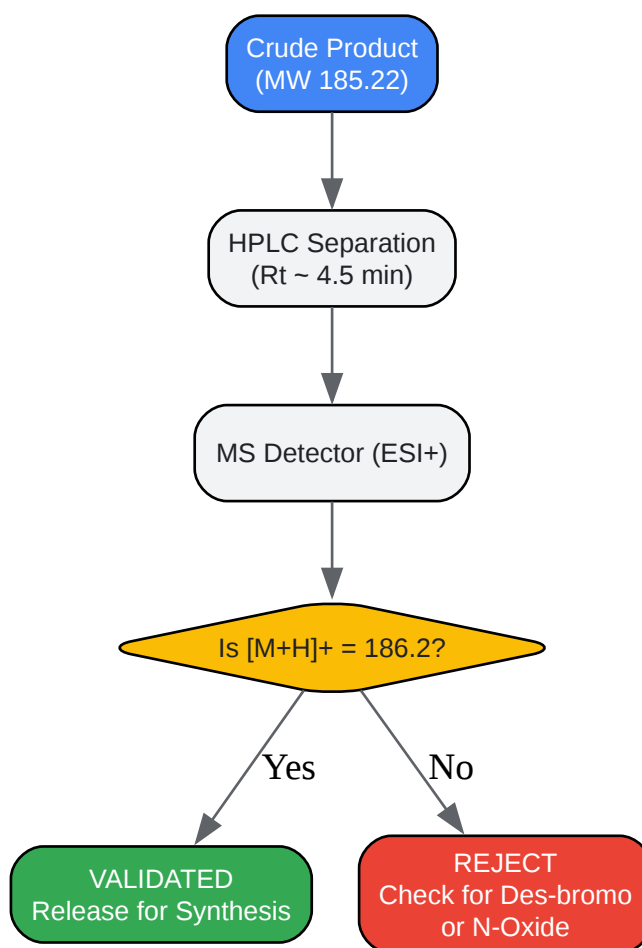 Crude Product
(MW 185.22)
HPLC Separation
(Rt ~ 4.5 min)
MS Detector (ESI+)
Is [M+H]+ = 186.2?
Yes
No
VALIDATED
Release for Synthesis
REJECT
Check for Des-bromo
or N-Oxide